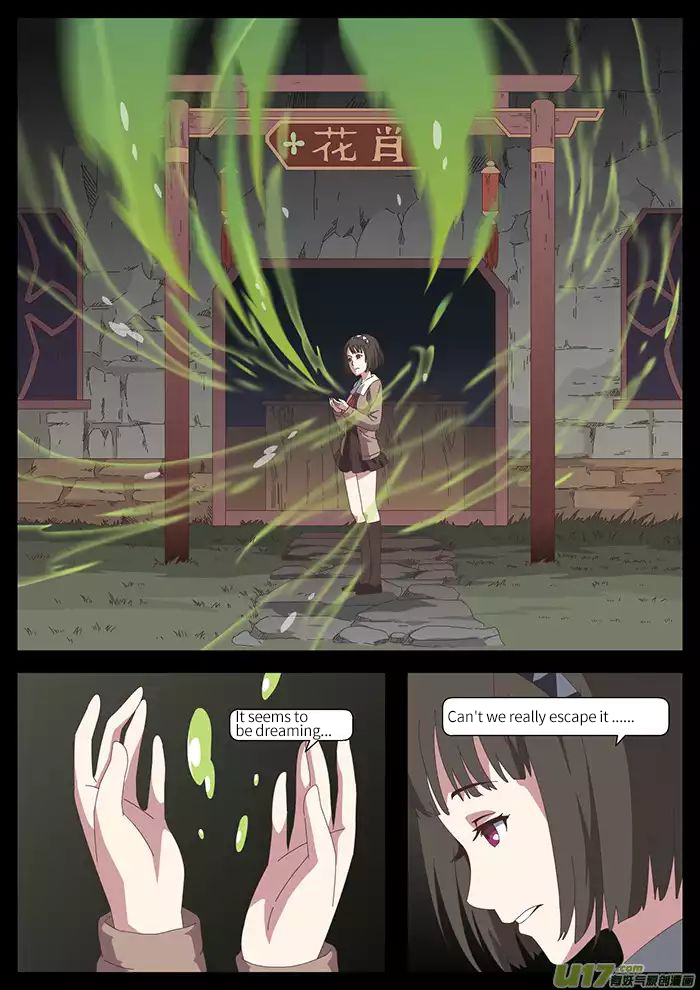 花肖
It seems to
be dreaming...
Can't we really escape it ......
U17.com
有妖气原创漫画